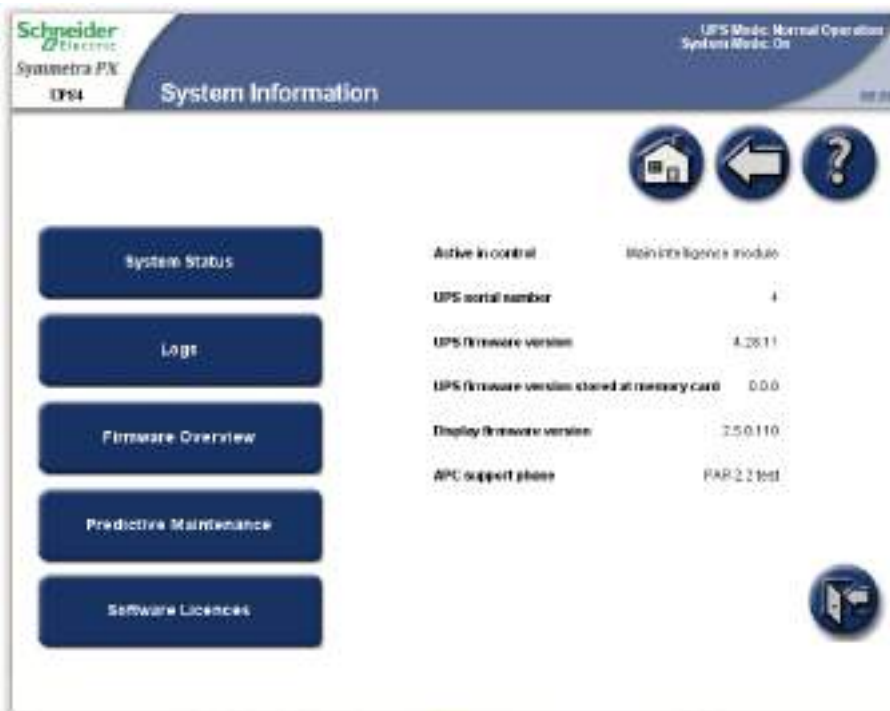 Schneider
Electric
Symmetra PX
UPS4
System Information
UPS Mode: Normal Operation
System Mode: On
System Status
Logs
Firmware Overview
Predictive Maintenance
Software Licences
Active in control Main intelligence module
UPS serial number 4
UPS firmware version 4.28.11
UPS firmware version stored at memory card 0.0.0
Display firmware version 2.5.0.110
APC support phone PAR 2.2 test
?